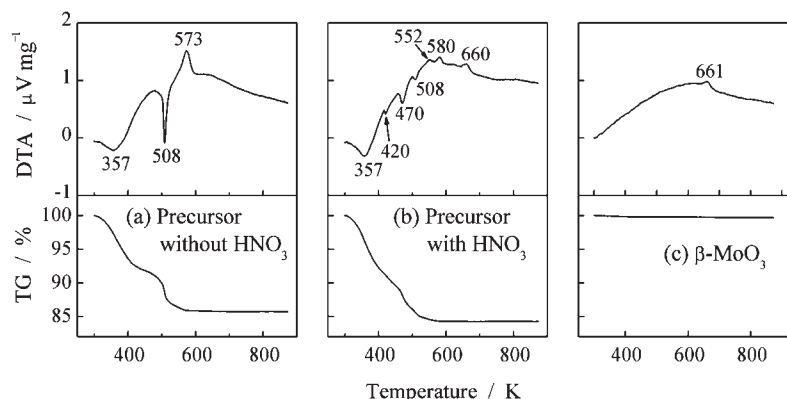 DTA / μV mg⁻¹
2
1
0
-1
573
357
508
552
580
660
508
470
420
357
661
TG / %
100
95
90
85
(a) Precursor
without HNO₃
(b) Precursor
with HNO₃
(c) β-MoO₃
400 600 800 400 600 800 400 600 800
Temperature / K